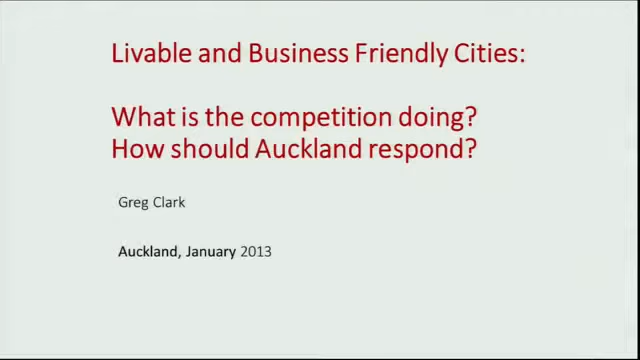 Livable and Business Friendly Cities:
What is the competition doing?
How should Auckland respond?
Greg Clark
Auckland, January 2013